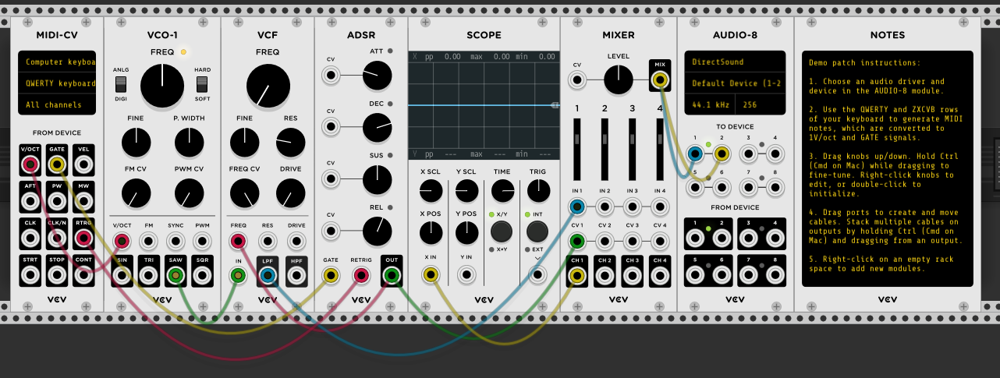 MIDI-CV
Computer keyboa
QWERTY keyboard
All channels
FROM DEVICE
V/OCT GATE VEL
AFT PW MW
CLK CLK/N RTRG
STRT STOP CONT
VCV
VCO-1
FREQ
ANLG HARD
DIGI SOFT
FINE P. WIDTH
FM CV PWM CV
V/OCT FM SYNC PWM
SIN TRI SAW SQR
VCV
VCF
FREQ
FINE RES
FREQ CV DRIVE
FREQ RES DRIVE
IN LPF HPF
VCV
ADSR
ATT
CV
DEC
CV
SUS
CV
REL
CV
GATE RETRIG OUT
VCV
SCOPE
X pp 0.00 max 0.00 min 0.00
Y pp --- max --- min ---
X SCL Y SCL TIME TRIG
X POS Y POS X/Y INT
X×Y EXT
X IN Y IN
VCV
MIXER
LEVEL
CV MIX
1 2 3 4
IN 1 IN 2 IN 3 IN 4
CV 1 CV 2 CV 3 CV 4
CH 1 CH 2 CH 3 CH 4
VCV
AUDIO-8
DirectSound
Default Device (1-2
44.1 kHz 256
TO DEVICE
1 2 3 4
5 6 7 8
FROM DEVICE
1 2 3 4
5 6 7 8
VCV
NOTES
Demo patch instructions:
1. Choose an audio driver and
device in the AUDIO-8 module.
2. Use the QWERTY and ZXCVB rows
of your keyboard to generate MIDI
notes, which are converted to
1V/oct and GATE signals.
3. Drag knobs up/down. Hold Ctrl
(Cmd on Mac) while dragging to
fine-tune. Right-click knobs to
edit, or double-click to
initialize.
4. Drag ports to create and move
cables. Stack multiple cables on
outputs by holding Ctrl (Cmd on
Mac) and dragging from an output.
5. Right-click on an empty rack
space to add new modules.
VCV